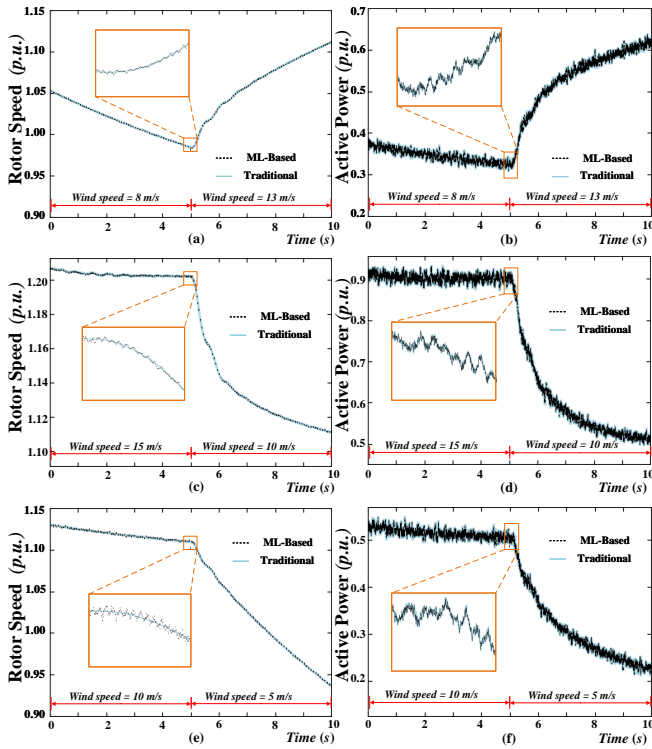 Rotor Speed (p.u.)
1.15
1.10
1.05
1.00
0.95
0.90
ML-Based
Traditional
Wind speed = 8 m/s
Wind speed = 13 m/s
0
2
4
6
8
10
(a)
Time (s)
Active Power (p.u.)
0.7
0.6
0.5
0.4
0.3
0.2
ML-Based
Traditional
Wind speed = 8 m/s
Wind speed = 13 m/s
0
2
4
6
8
10
(b)
Time (s)
Rotor Speed (p.u.)
1.20
1.18
1.16
1.14
1.12
1.10
ML-Based
Traditional
Wind speed = 15 m/s
Wind speed = 10 m/s
0
2
4
6
8
10
(c)
Time (s)
Active Power (p.u.)
0.9
0.8
0.7
0.6
0.5
ML-Based
Traditional
Wind speed = 15 m/s
Wind speed = 10 m/s
0
2
4
6
8
10
(d)
Time (s)
Rotor Speed (p.u.)
1.15
1.10
1.05
1.00
0.95
0.90
ML-Based
Traditional
Wind speed = 10 m/s
Wind speed = 5 m/s
0
2
4
6
8
10
(e)
Time (s)
Active Power (p.u.)
0.5
0.4
0.3
0.2
ML-Based
Traditional
Wind speed = 10 m/s
Wind speed = 5 m/s
0
2
4
6
8
10
(f)
Time (s)